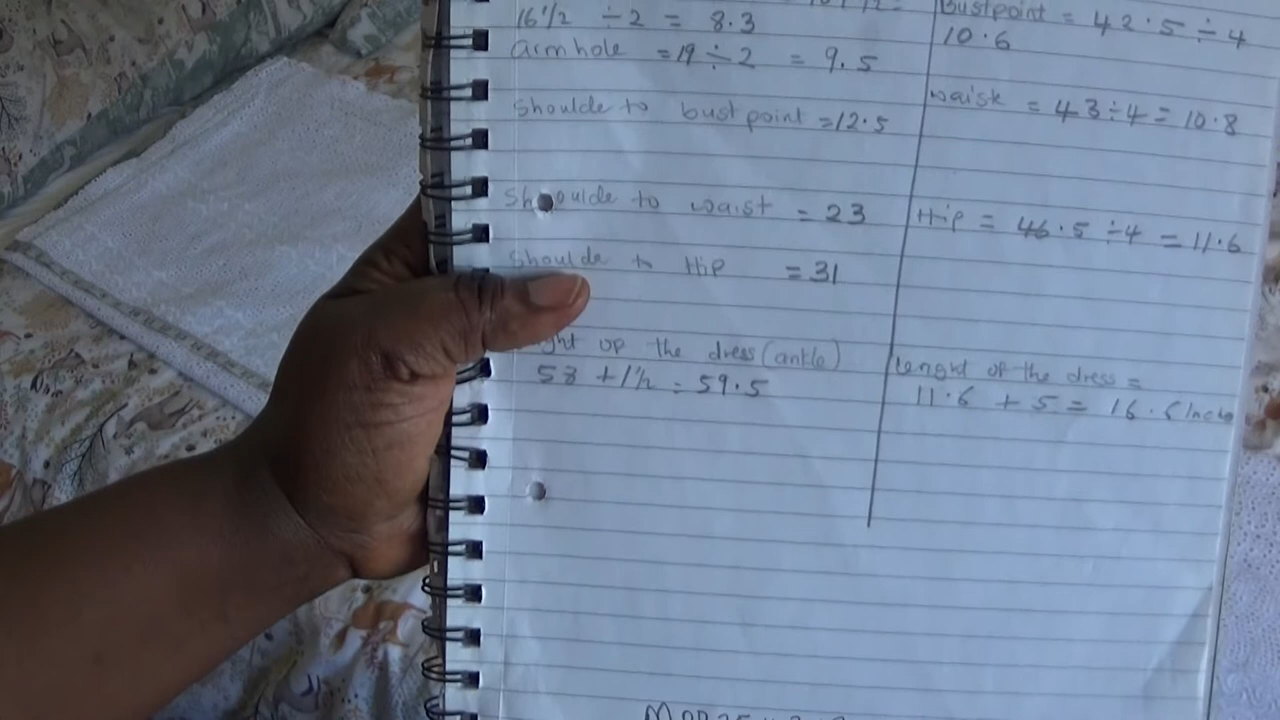 16½ ÷ 2 = 8.3
armhole = 19 ÷ 2 = 9.5
Shoulde to bust point = 12.5
Shoulde to waist = 23
Shoulde to Hip = 31
the dress (ankle)
58 + 1½ = 59.5
Bustpoint = 42.5 ÷ 4
10.6
waist = 43 ÷ 4 = 10.8
Hip = 46.5 ÷ 4 = 11.6
lenght of the dress =
11.6 + 5 = 16.6